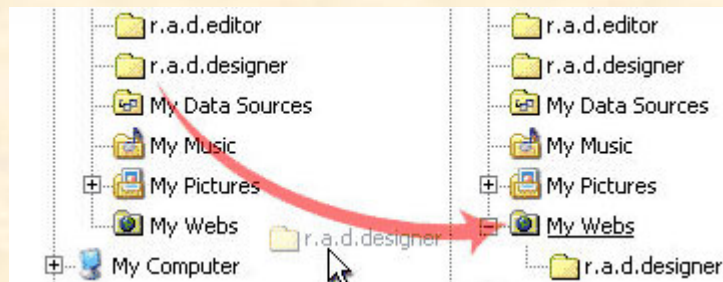 r.a.d.editor
r.a.d.designer
My Data Sources
My Music
My Pictures
My Webs
r.a.d.designer
My Computer
r.a.d.editor
r.a.d.designer
My Data Sources
My Music
My Pictures
My Webs
r.a.d.designer